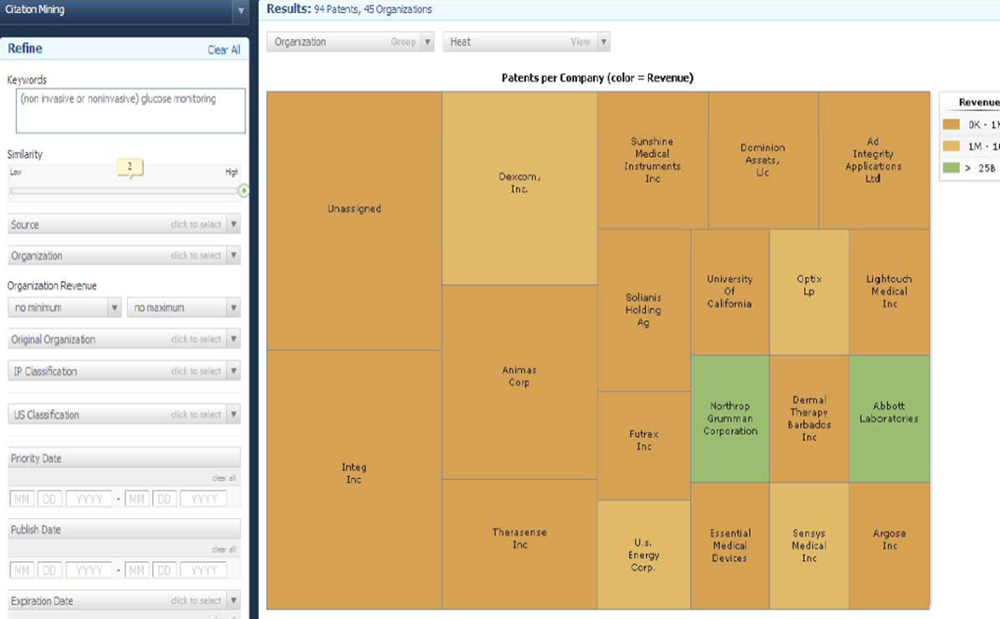 Citation Mining
Refine
Clear All
Keywords
(non invasive or noninvasive) glucose monitoring
Similarity
Low
2
High
Source click to select
Organization click to select
Organization Revenue
no minimum no maximum
Original Organization click to select
IP Classification click to select
US Classification click to select
Priority Date
clear all
MM DD YYYY - MM DD YYYY
Publish Date
clear all
MM DD YYYY - MM DD YYYY
Expiration Date click to select
Results: 94 Patents, 45 Organizations
Organization Group
Heat View
Patents per Company (color = Revenue)
Unassigned
Integ
Inc
Dexcom,
Inc.
Animas
Corp
Therasense
Inc
Sunshine
Medical
Instruments
Inc
Dominion
Assets,
Llc
Ad
Integrity
Applications
Ltd
Solianis
Holding
Ag
University
Of
California
Optix
Lp
Lightouch
Medical
Inc
Futrex
Inc
Northrop
Grumman
Corporation
Dermal
Therapy
Barbados
Inc
Abbott
Laboratories
U.s.
Energy
Corp.
Essential
Medical
Devices
Sensys
Medical
Inc
Argose
Inc
Revenue
0K - 1
1M - 1
> 25B